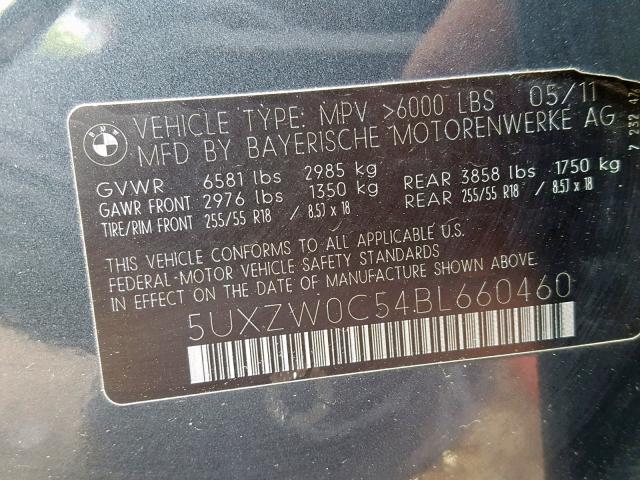 BMW
VEHICLE TYPE: MPV >6000 LBS 05/11
MFD BY BAYERISCHE MOTORENWERKE AG
GVWR 6581 lbs 2985 kg
GAWR FRONT 2976 lbs 1350 kg REAR 3858 lbs 1750 kg
TIRE/RIM FRONT 255/55 R18 / 8.5J x 18 REAR 255/55 R18 / 8.5J x 18
THIS VEHICLE CONFORMS TO ALL APPLICABLE U.S.
FEDERAL-MOTOR VEHICLE SAFETY STANDARDS
IN EFFECT ON THE DATE OF MANUFACTURE SHOWN ABOVE.
5UXZW0C54BL660460
7 232